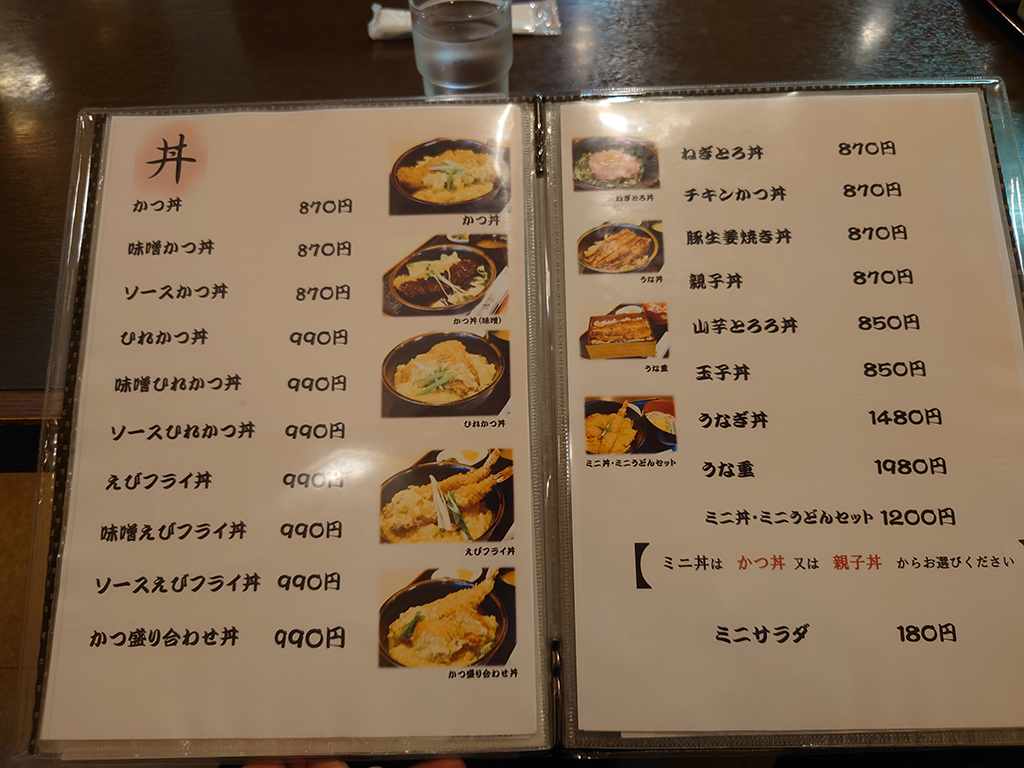 丼
かつ丼 870円
味噌かつ丼 870円
ソースかつ丼 870円
ひれかつ丼 990円
味噌ひれかつ丼 990円
ソースひれかつ丼 990円
えびフライ丼 990円
味噌えびフライ丼 990円
ソースえびフライ丼 990円
かつ盛り合わせ丼 990円
かつ丼
かつ丼(味噌)
ひれかつ丼
えびフライ丼
かつ盛り合わせ丼
ねぎとろ丼
うな丼
うな重
ミニ丼・ミニうどんセット
ねぎとろ丼 870円
チキンかつ丼 870円
豚生姜焼き丼 870円
親子丼 870円
山芋とろろ丼 850円
玉子丼 850円
うなぎ丼 1480円
うな重 1980円
ミニ丼・ミニうどんセット 1200円
【 ミニ丼は かつ丼 又は 親子丼 からお選びください 】
ミニサラダ 180円